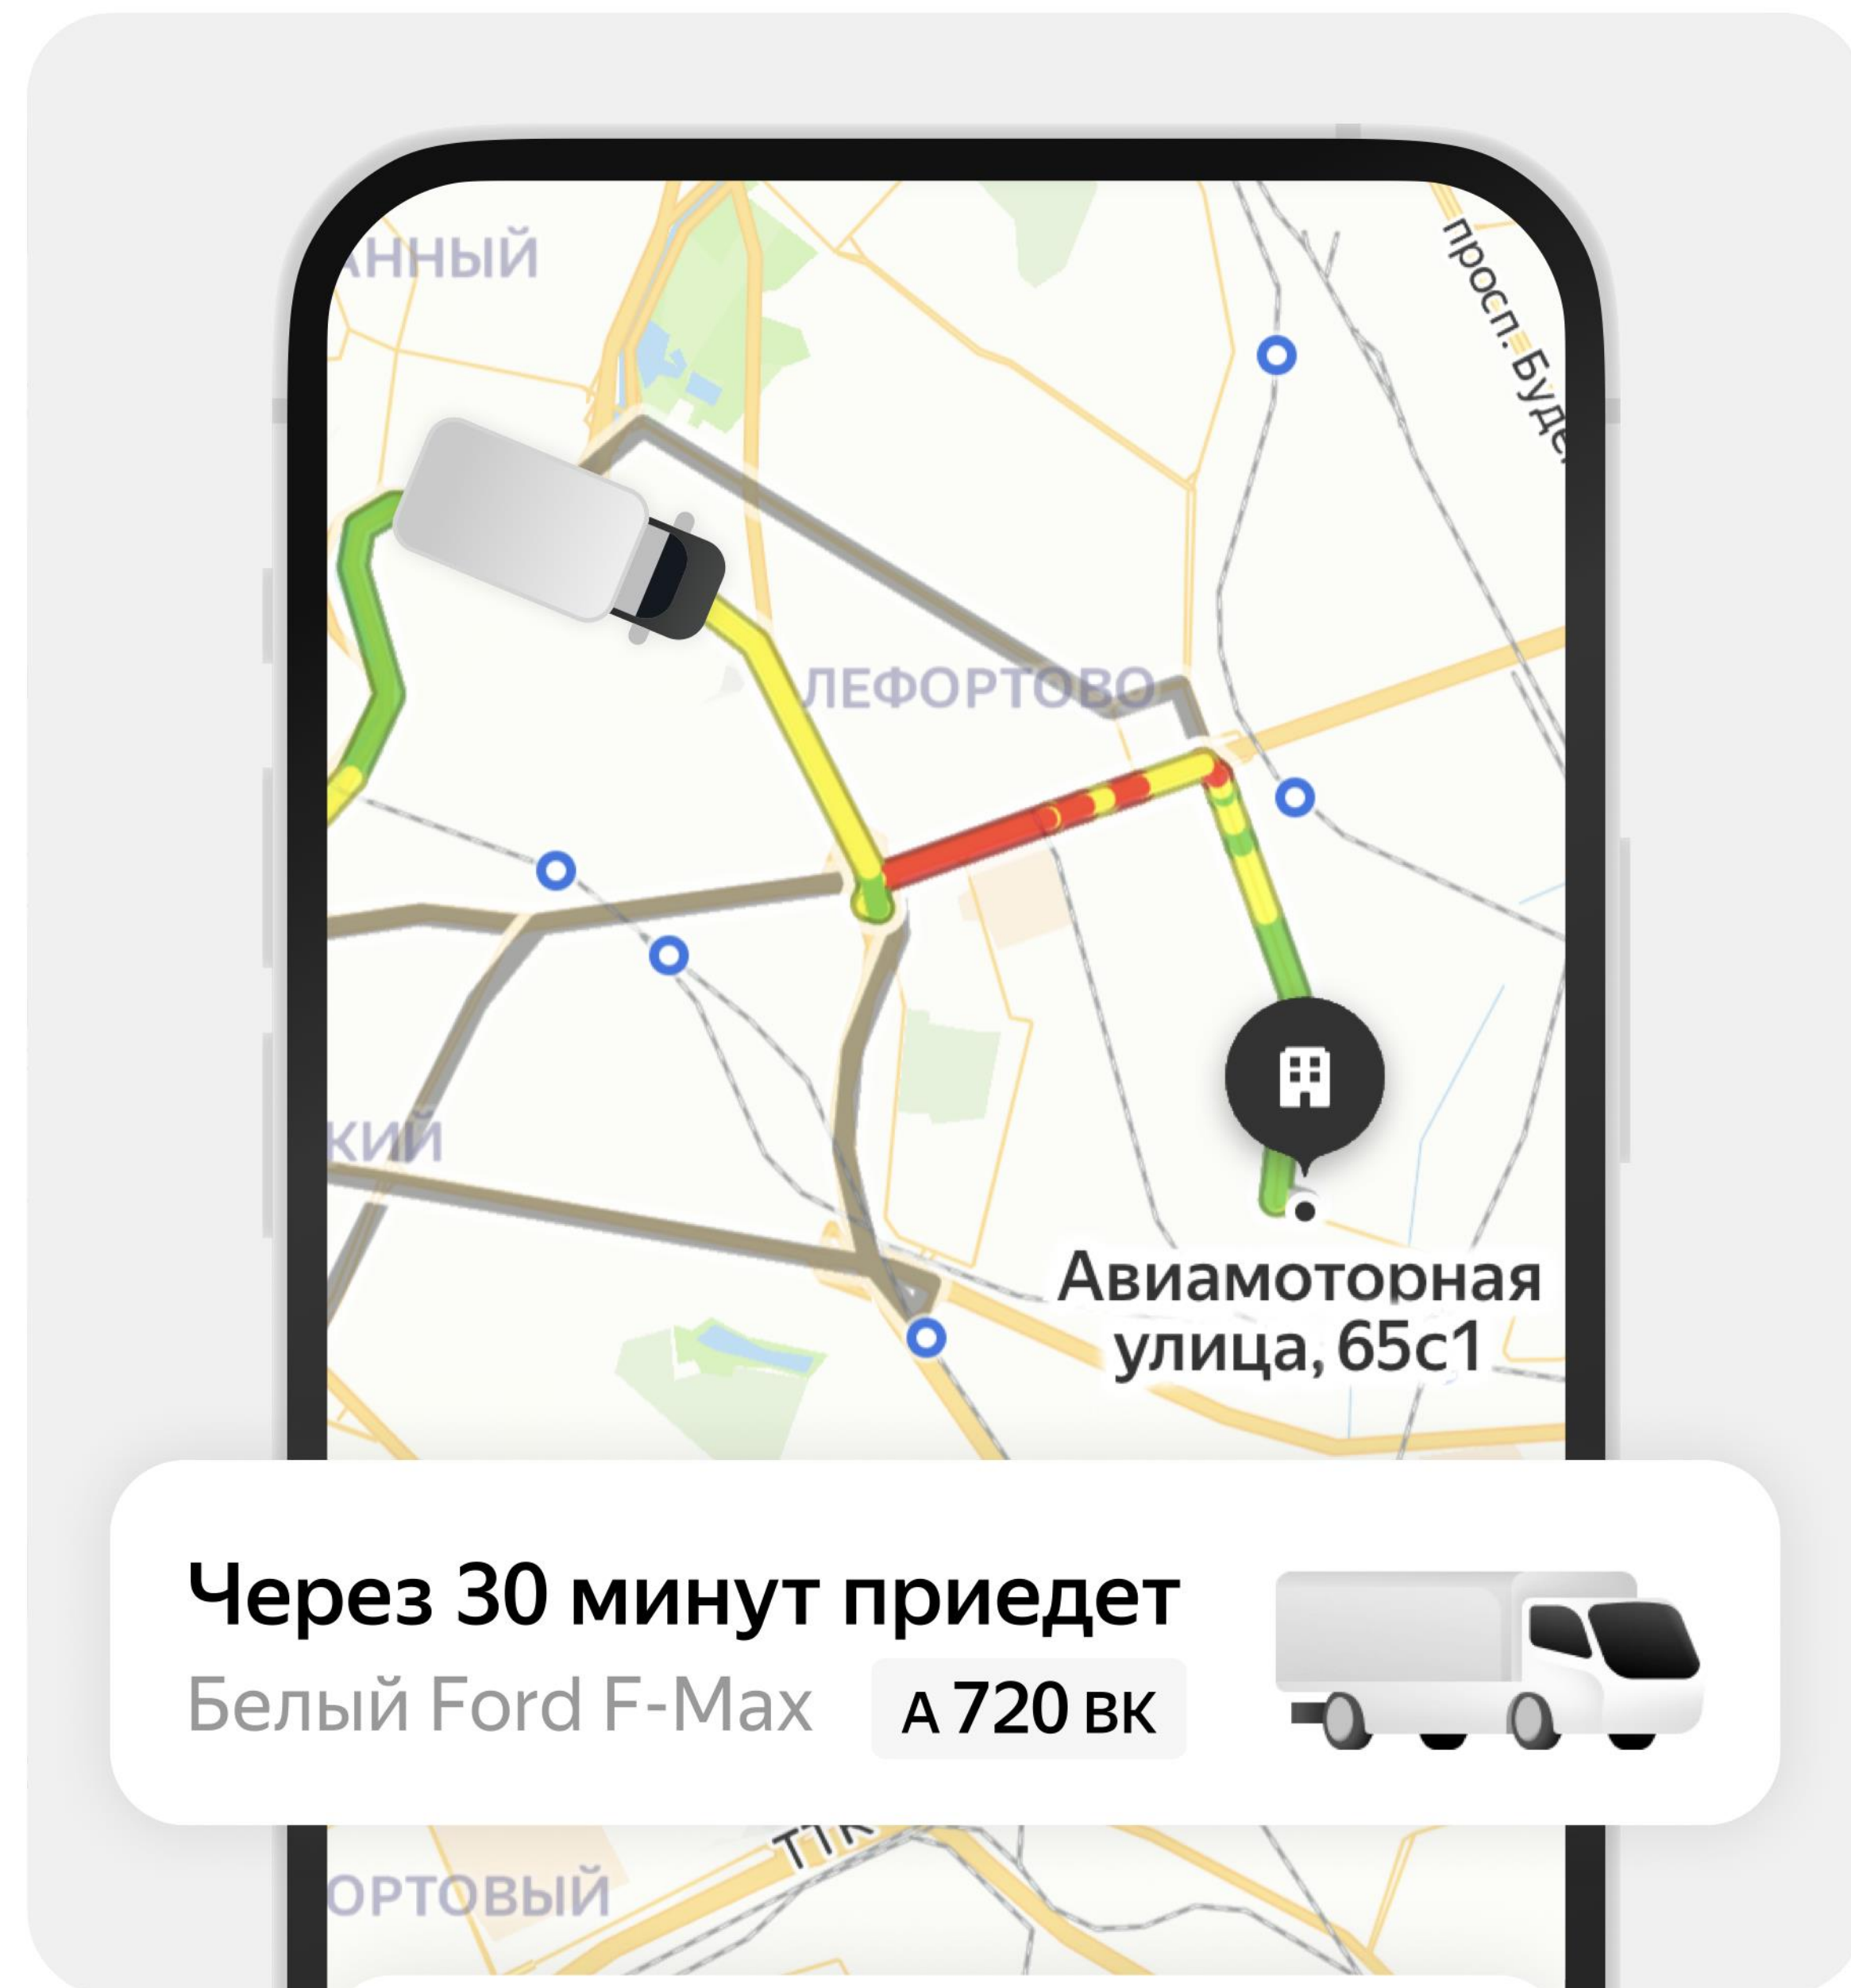 АННЫЙ
просп. Буде
ЛЕФОРТОВО
КИЙ
Авиамоторная
улица, 65с1
Через 30 минут приедет
Белый Ford F-Max
А 720 ВК
ТТК
ОРТОВЫЙ